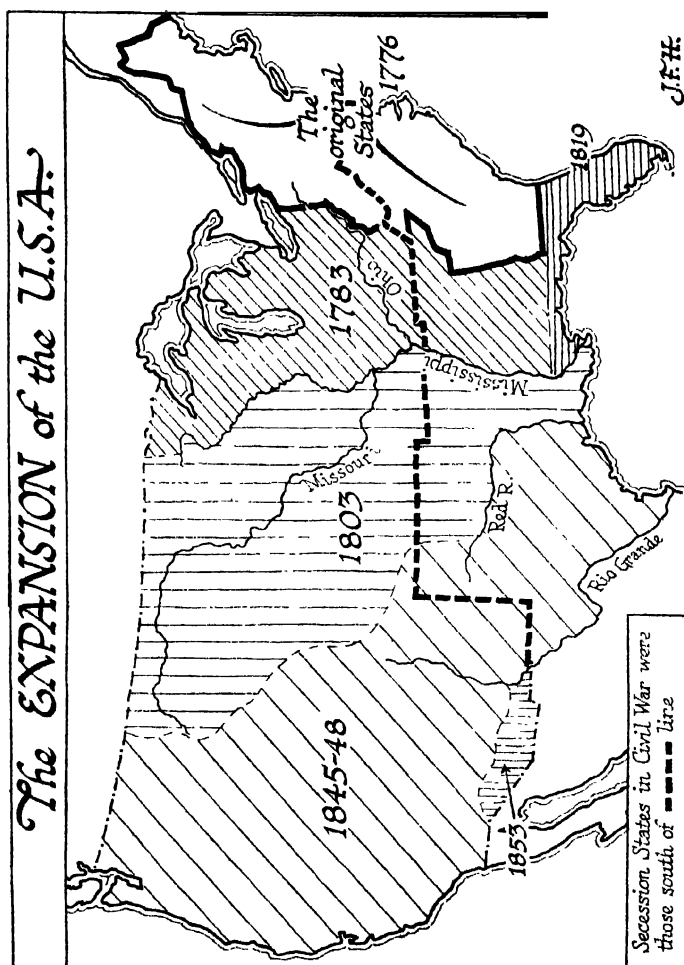 The EXPANSION of the U.S.A.
The
original
States
1776
1783
Ohio
Mississippi
Missouri
1803
Red R.
Rio Grande
1845-48
1853
1819
Secession States in Civil War were
those south of line
J.F.H.